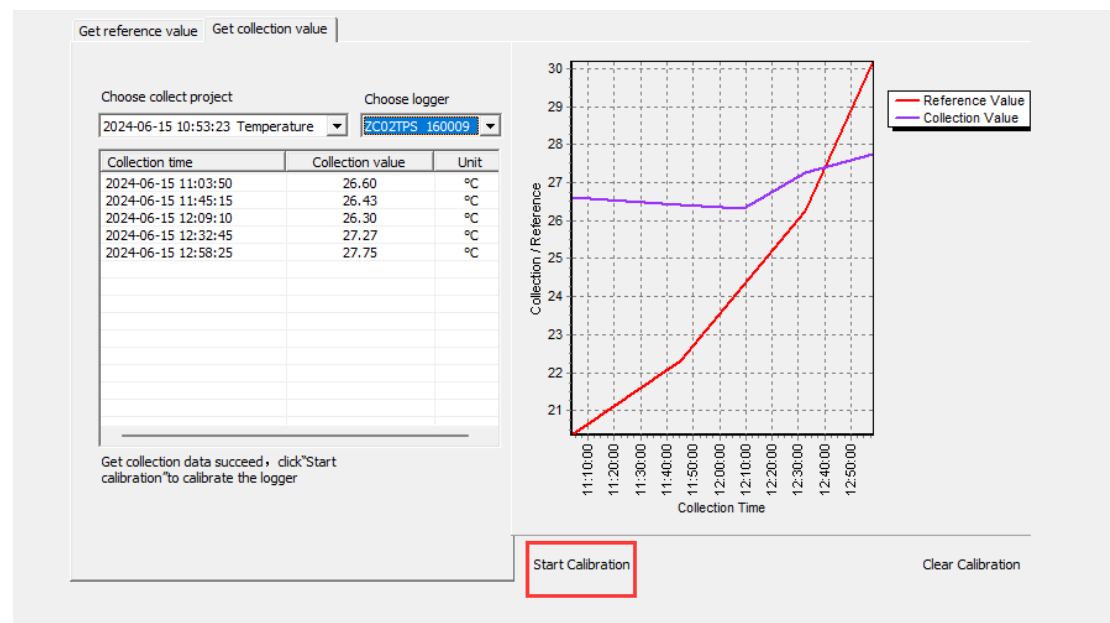 Get reference value Get collection value
Choose collect project Choose logger
2024-06-15 10:53:23 Temperature ZC02TPS 160009
Collection time Collection value Unit
2024-06-15 11:03:50 26.60 ºC
2024-06-15 11:45:15 26.43 ºC
2024-06-15 12:09:10 26.30 ºC
2024-06-15 12:32:45 27.27 ºC
2024-06-15 12:58:25 27.75 ºC
Get collection data succeed，click"Start
calibration"to calibrate the logger
Collection / Reference
30
29
28
27
26
25
24
23
22
21
11:10:00
11:20:00
11:30:00
11:40:00
11:50:00
12:00:00
12:10:00
12:20:00
12:30:00
12:40:00
12:50:00
Collection Time
Reference Value
Collection Value
Start Calibration Clear Calibration